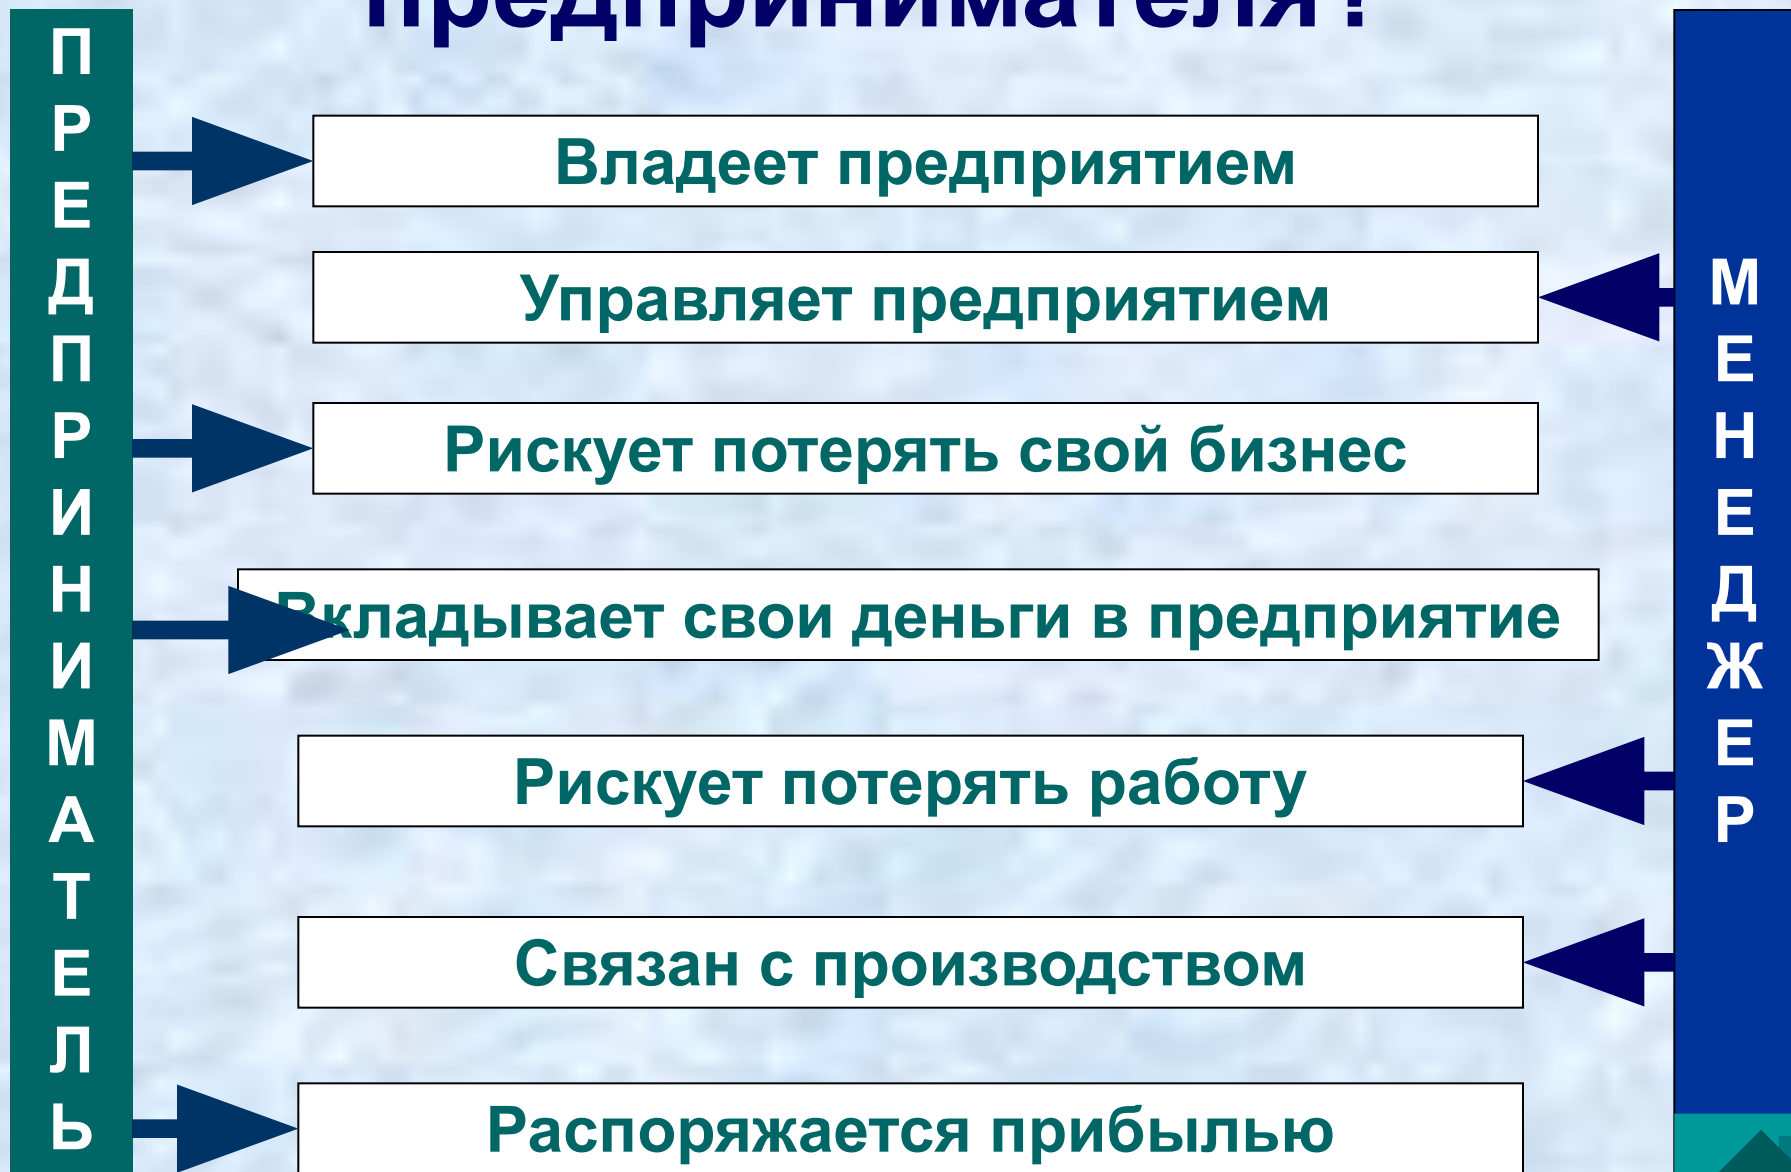 предпринимателя?
ПРЕДПРИНИМАТЕЛЬ
Владеет предприятием
Управляет предприятием
Рискует потерять свой бизнес
Вкладывает свои деньги в предприятие
Рискует потерять работу
Связан с производством
Распоряжается прибылью
МЕНЕДЖЕР